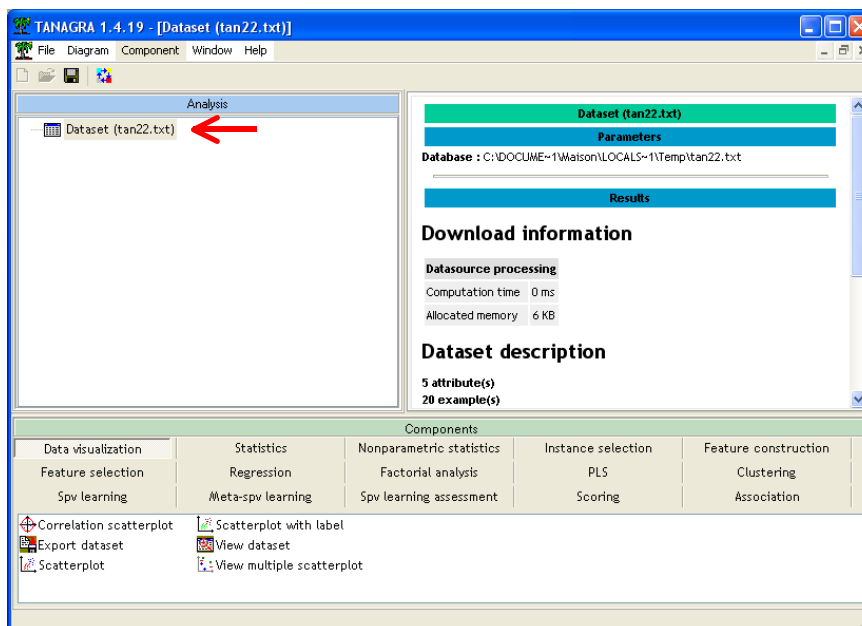 TANAGRA 1.4.19 - [Dataset (tan22.txt)]
File Diagram Component Window Help
Analysis
Dataset (tan22.txt)
Dataset (tan22.txt)
Parameters
Database : C:\DOCUME~1\Maison\LOCALS~1\Temp\tan22.txt
Results
Download information
Datasource processing
Computation time 0 ms
Allocated memory 6 KB
Dataset description
5 attribute(s)
20 example(s)
Components
Data visualization Statistics Nonparametric statistics Instance selection Feature construction
Feature selection Regression Factorial analysis PLS Clustering
Spv learning Meta-spv learning Spv learning assessment Scoring Association
Correlation scatterplot Scatterplot with label
Export dataset View dataset
Scatterplot View multiple scatterplot